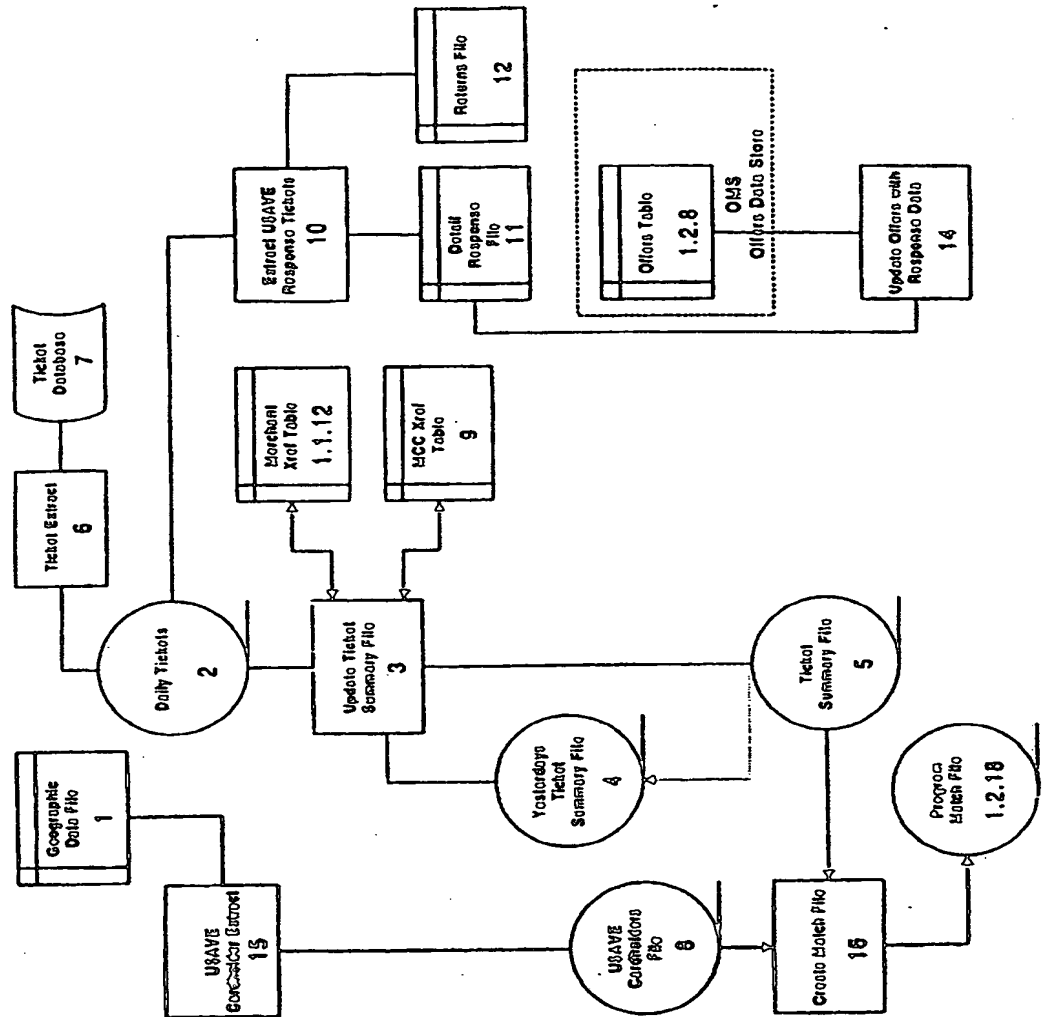 Geographic
Data File
1
USAVE
Cardholder Extract
15
USAVE
Cardholders
File
8
Create Match File
16
Program
Match File
1.2.18
Ticket
Database
7
Ticket Extract
6
Daily Tickets
2
Update Ticket
Summary File
3
Yesterdays
Ticket
Summary File
4
Ticket
Summary File
5
Merchant
Xref Table
1.1.12
MCC Xref
Table
9
Extract USAVE
Response Tickets
10
Returns File
12
Detail
Response
File
11
Offers Table
1.2.8
OMS
Offers Data Store
Update Offers with
Response Data
14